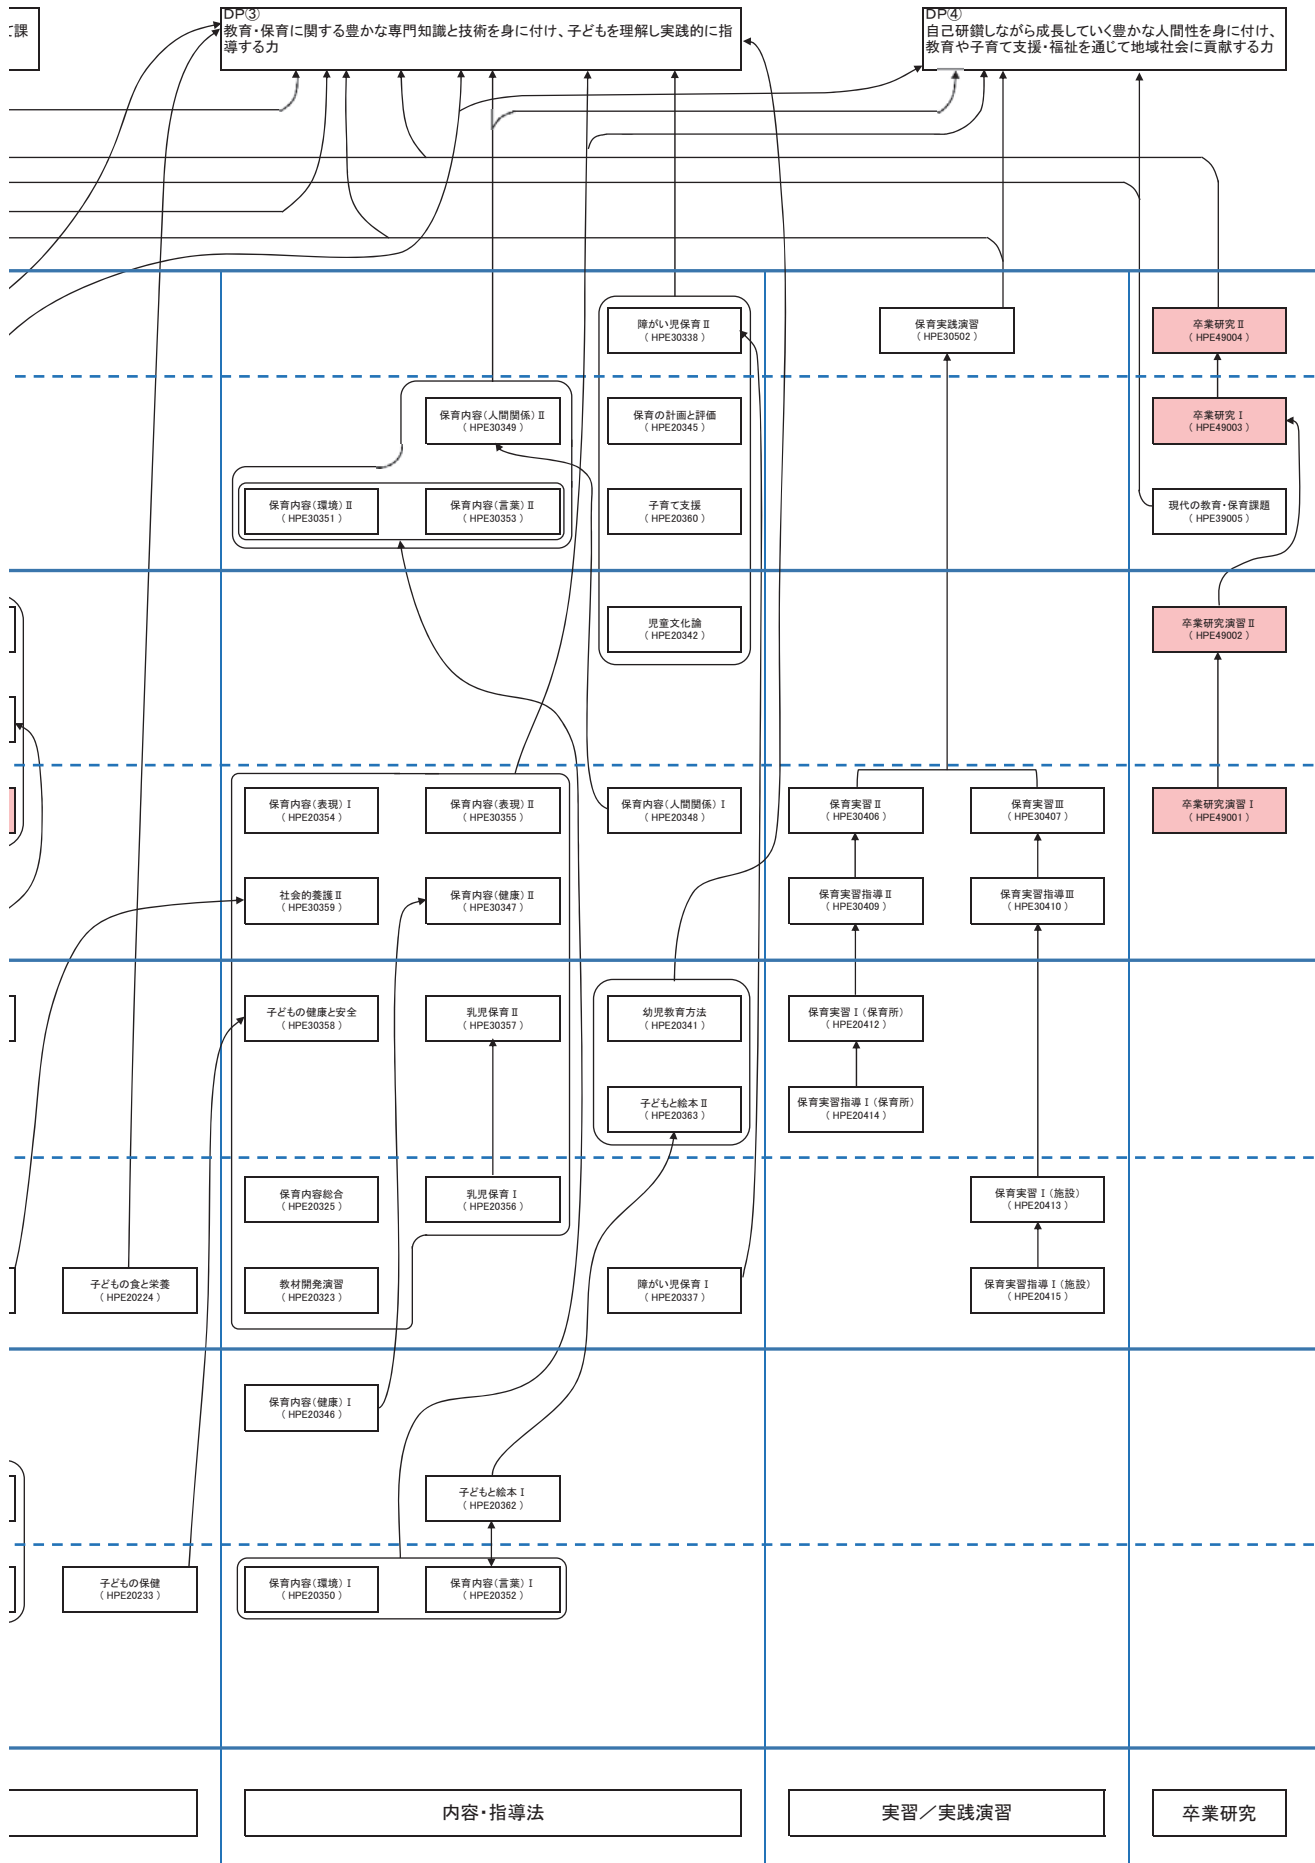 て課
DP③
教育・保育に関する豊かな専門知識と技術を身に付け、子どもを理解し実践的に指
導する力
DP④
自己研鑽しながら成長していく豊かな人間性を身に付け、
教育や子育て支援・福祉を通じて地域社会に貢献する力
障がい児保育Ⅱ
（HPE30338）
保育実践演習
（HPE30502）
卒業研究Ⅱ
（HPE49004）
保育内容（人間関係）Ⅱ
（HPE30349）
保育の計画と評価
（HPE20345）
卒業研究Ⅰ
（HPE49003）
保育内容（環境）Ⅱ
（HPE30351）
保育内容（言葉）Ⅱ
（HPE30353）
子育て支援
（HPE20360）
現代の教育・保育課題
（HPE39005）
児童文化論
（HPE20342）
卒業研究演習Ⅱ
（HPE49002）
保育内容（表現）Ⅰ
（HPE20354）
保育内容（表現）Ⅱ
（HPE30355）
保育内容（人間関係）Ⅰ
（HPE20348）
保育実習Ⅱ
（HPE30406）
保育実習Ⅲ
（HPE30407）
卒業研究演習Ⅰ
（HPE49001）
社会的養護Ⅱ
（HPE30359）
保育内容（健康）Ⅱ
（HPE30347）
保育実習指導Ⅱ
（HPE30409）
保育実習指導Ⅲ
（HPE30410）
子どもの健康と安全
（HPE30358）
乳児保育Ⅱ
（HPE30357）
幼児教育方法
（HPE20341）
保育実習Ⅰ（保育所）
（HPE20412）
子どもと絵本Ⅱ
（HPE20363）
保育実習指導Ⅰ（保育所）
（HPE20414）
保育内容総合
（HPE20325）
乳児保育Ⅰ
（HPE20356）
保育実習Ⅰ（施設）
（HPE20413）
子どもの食と栄養
（HPE20224）
教材開発演習
（HPE20323）
障がい児保育Ⅰ
（HPE20337）
保育実習指導Ⅰ（施設）
（HPE20415）
保育内容（健康）Ⅰ
（HPE20346）
子どもと絵本Ⅰ
（HPE20362）
子どもの保健
（HPE20233）
保育内容（環境）Ⅰ
（HPE20350）
保育内容（言葉）Ⅰ
（HPE20352）
内容・指導法
実習／実践演習
卒業研究